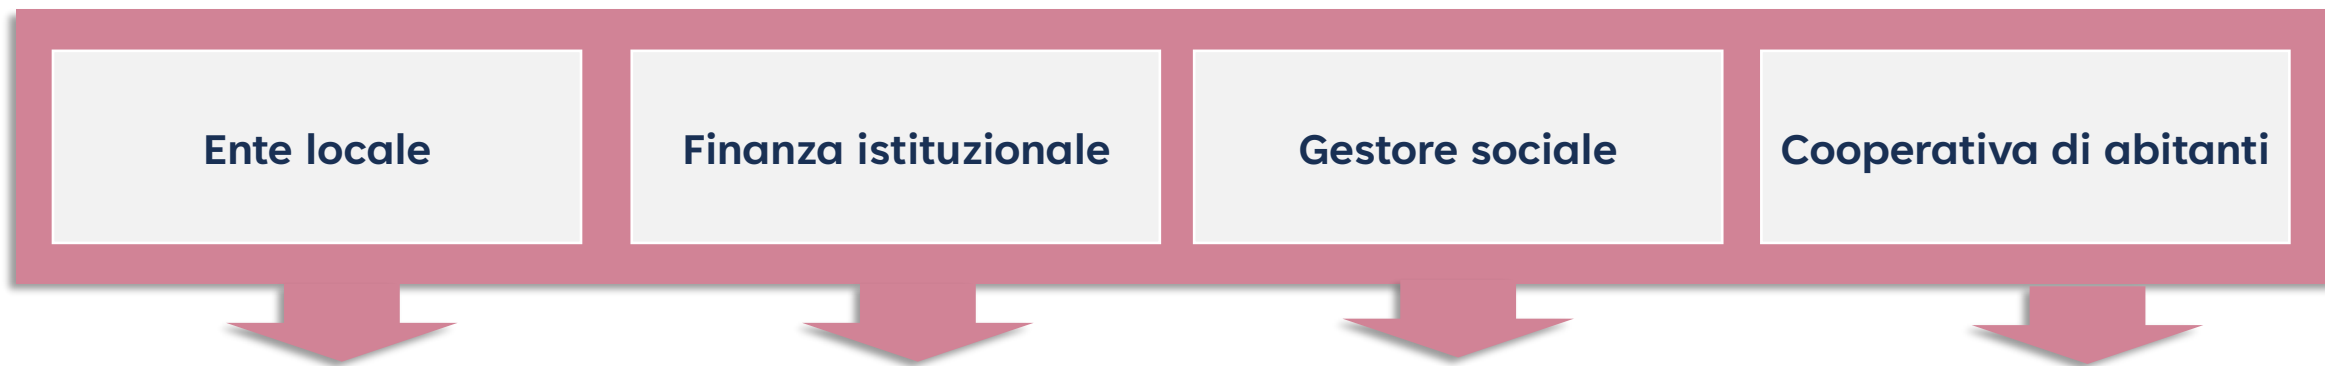 Ente locale
Finanza istituzionale
Gestore sociale
Cooperativa di abitanti